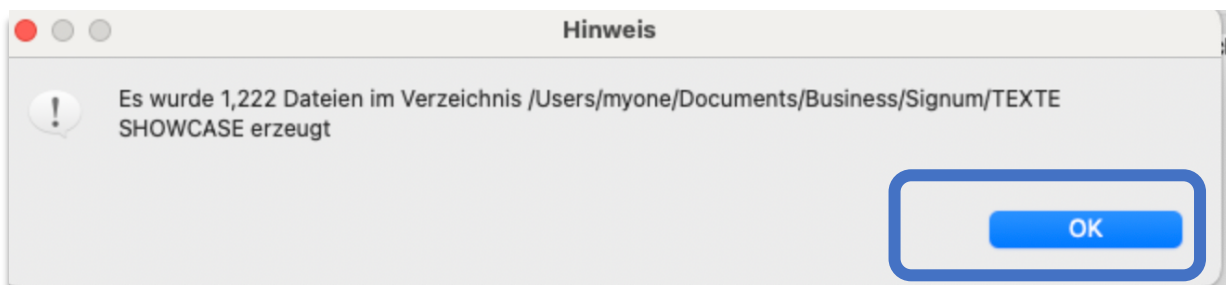 Hinweis
Es wurde 1,222 Dateien im Verzeichnis /Users/myone/Documents/Business/Signum/TEXTE
SHOWCASE erzeugt
OK